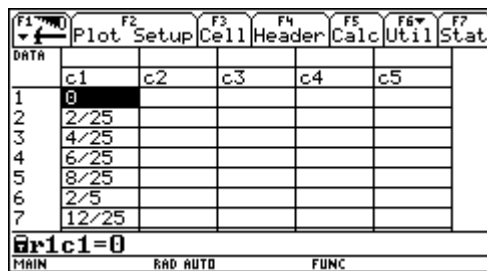 F1 F2 F3 F4 F5 F6 F7
Plot Setup Cell Header Calc Util Stat
DATA
c1 c2 c3 c4 c5
1 0
2 2/25
3 4/25
4 6/25
5 8/25
6 2/5
7 12/25
r1c1=0
MAIN RAD AUTO FUNC